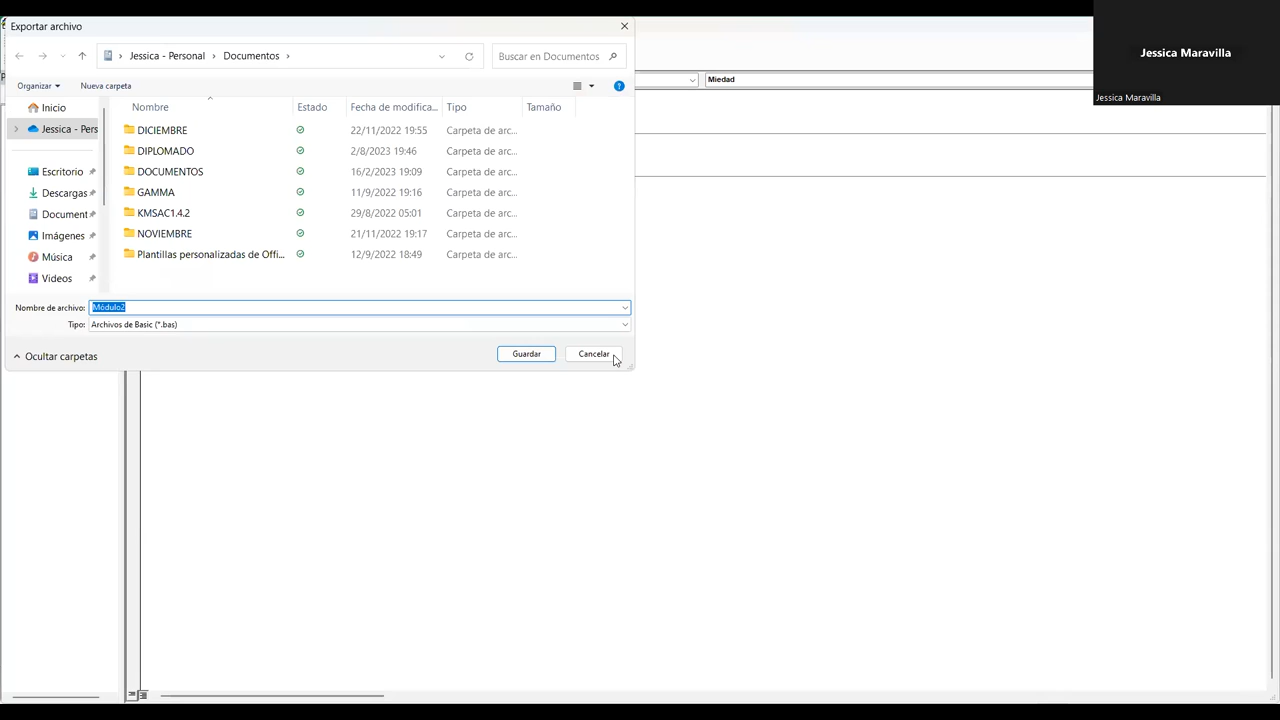 Exportar archivo
Jessica - Personal
Documentos
Buscar en Documentos
Organizar
Nueva carpeta
Inicio
Jessica - Pers
Escritorio
Descargas
Document
Imágenes
Música
Videos
Nombre Estado Fecha de modifica... Tipo Tamaño
DICIEMBRE 22/11/2022 19:55 Carpeta de arc...
DIPLOMADO 2/8/2023 19:46 Carpeta de arc...
DOCUMENTOS 16/2/2023 19:09 Carpeta de arc...
GAMMA 11/9/2022 19:16 Carpeta de arc...
KMSAC1.4.2 29/8/2022 05:01 Carpeta de arc...
NOVIEMBRE 21/11/2022 19:17 Carpeta de arc...
Plantillas personalizadas de Offi... 12/9/2022 18:49 Carpeta de arc...
Nombre de archivo: Módulo2
Tipo: Archivos de Basic (*.bas)
Ocultar carpetas
Guardar
Cancelar
Miedad
Jessica Maravilla
Jessica Maravilla